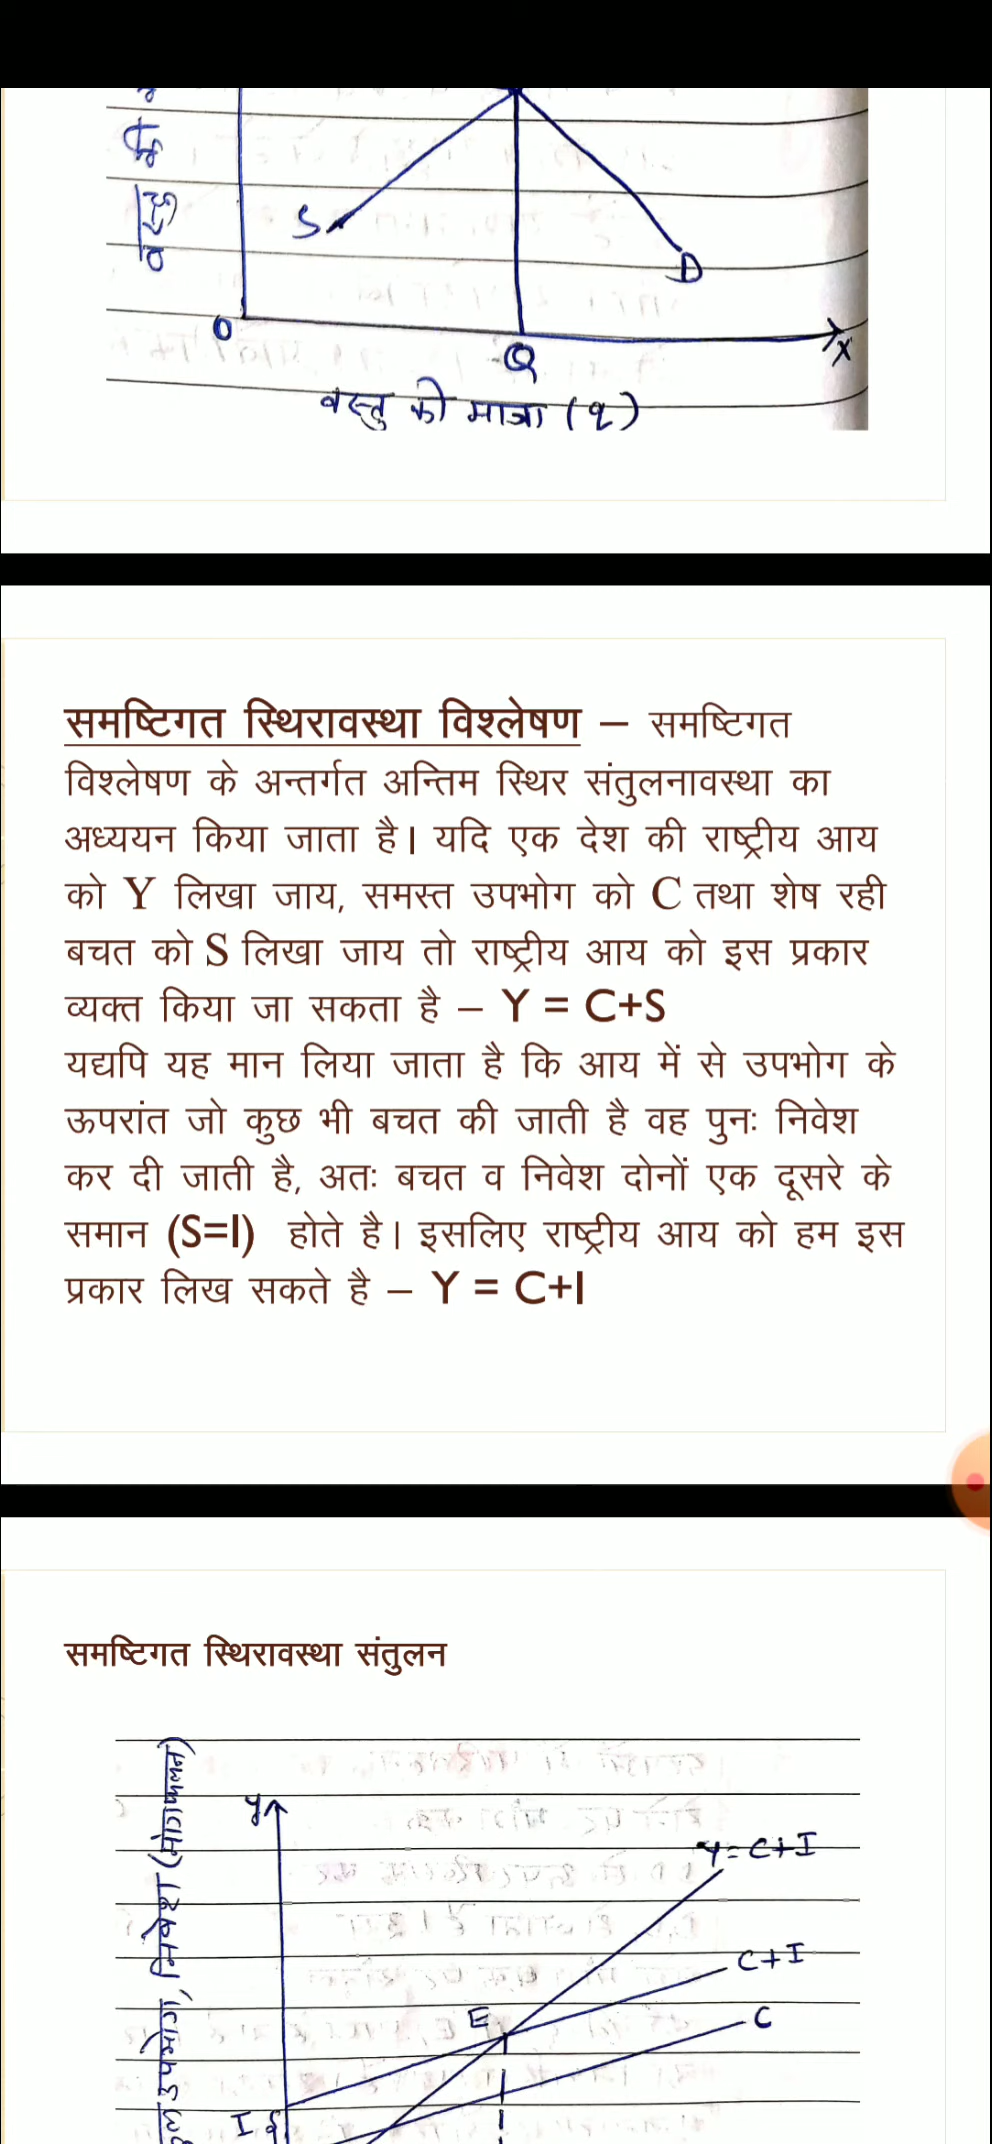 वस्तु की
S
D
O
Q
X
वस्तु की मात्रा (q)
समष्टिगत स्थिरावस्था विश्लेषण – समष्टिगत
विश्लेषण के अन्तर्गत अन्तिम स्थिर संतुलनावस्था का
अध्ययन किया जाता है। यदि एक देश की राष्ट्रीय आय
को Y लिखा जाय, समस्त उपभोग को C तथा शेष रही
बचत को S लिखा जाय तो राष्ट्रीय आय को इस प्रकार
व्यक्त किया जा सकता है – Y = C+S
यद्यपि यह मान लिया जाता है कि आय में से उपभोग के
ऊपरांत जो कुछ भी बचत की जाती है वह पुनः निवेश
कर दी जाती है, अतः बचत व निवेश दोनों एक दूसरे के
समान (S=I) होते है। इसलिए राष्ट्रीय आय को हम इस
प्रकार लिख सकते है – Y = C+I
समष्टिगत स्थिरावस्था संतुलन
उपभोग, निवेश (मांगफलन)
y
Y = C+I
C+I
E
C
I